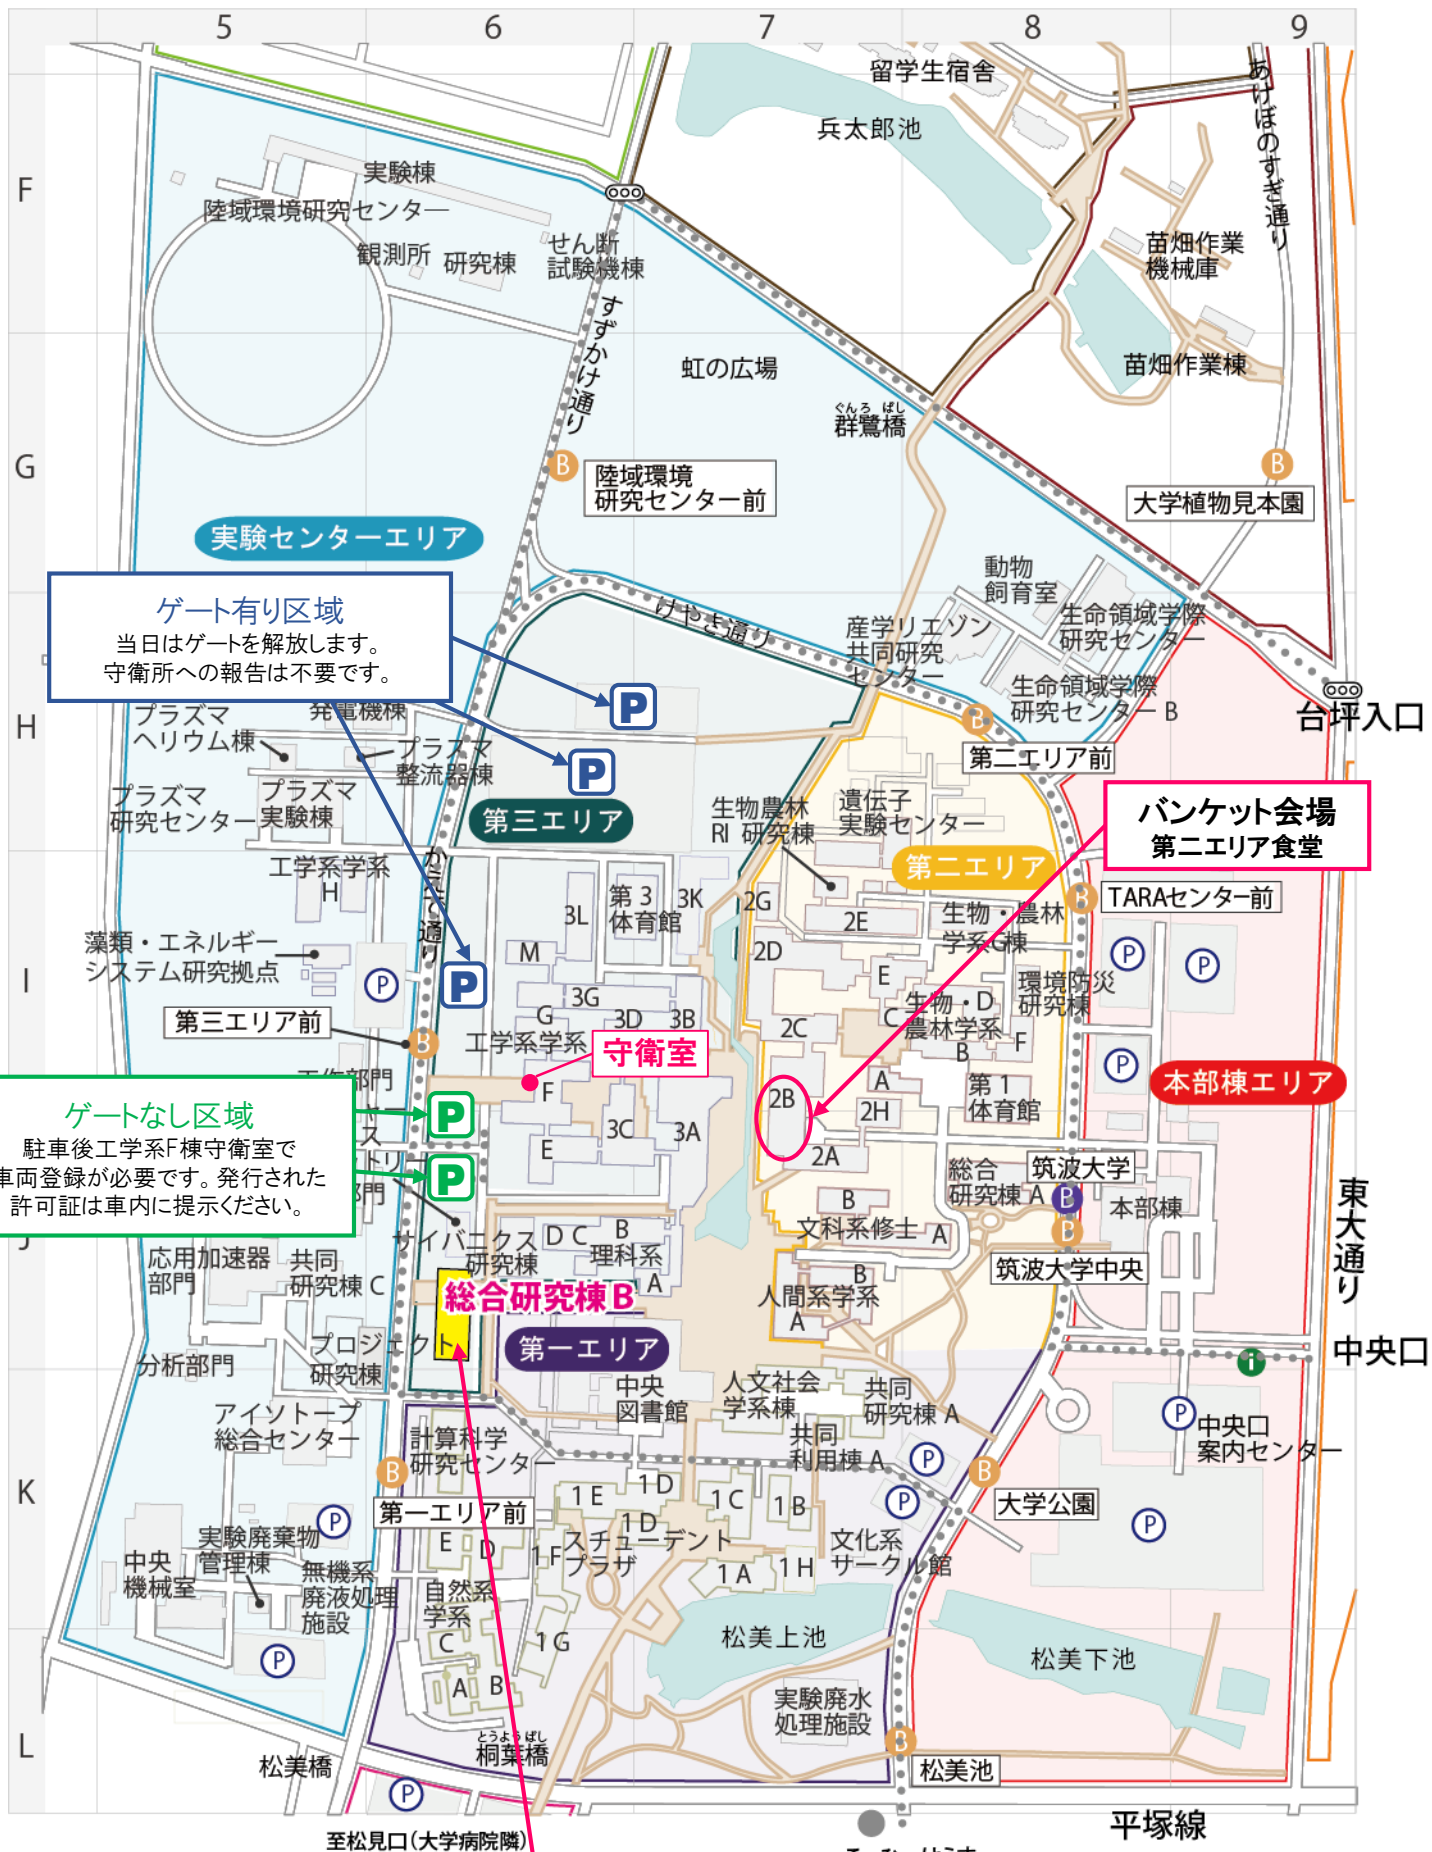 5
6
7
8
9
F
G
H
I
K
L
留学生宿舎
兵太郎池
あけぼのすぎ通り
実験棟
陸域環境研究センター
観測所
研究棟
せん断
試験機棟
苗畑作業
機械庫
苗畑作業棟
すずかけ通り
虹の広場
ぐんろ ばし
群鷺橋
B
陸域環境
研究センター前
B
大学植物見本園
実験センターエリア
ゲート有り区域
当日はゲートを解放します。
守衛所への報告は不要です。
けやき通り
動物
飼育室
生命領域学際
研究センター
産学リエゾン
共同研究
センター
生命領域学際
研究センター B
台坪入口
P
P
B
第二エリア前
発電機棟
プラズマ
ヘリウム棟
プラズマ
整流器棟
プラズマ
研究センター
プラズマ
実験棟
第三エリア
生物農林
RI 研究棟
遺伝子
実験センター
バンケット会場
第二エリア食堂
第二エリア
工学系学系
H
かえで通り
3L
第 3
体育館
3K
2G
2E
生物・農林
学系G棟
B
TARAセンター前
藻類・エネルギー
システム研究拠点
M
2D
E
P
P
P
P
環境防災
研究棟
3G
G
3D
3B
工学系学系
2C
C
生物・D
農林学系
B
F
第三エリア前
B
守衛室
P
本部棟エリア
工作部門
F
2B
A
2H
第 1
体育館
ゲートなし区域
駐車後工学系F棟守衛室で
車両登録が必要です。発行された
許可証は車内に提示ください。
P
P
E
3C
3A
2A
総合
研究棟 A
筑波大学
P
本部棟
東大通り
B
文科系修士
A
B
筑波大学中央
サイバニクス
研究棟
D
C
B
理科系
A
応用加速器
部門
共同
研究棟 C
総合研究棟B
B
人間系学系
A
第一エリア
プロジェクト
研究棟
分析部門
中央口
i
中央
図書館
人文社会
学系棟
共同
研究棟 A
アイソトープ
総合センター
計算科学
研究センター
共同
利用棟 A
P
P
P
中央口
案内センター
B
B
大学公園
P
第一エリア前
1E
1D
1D
1C
1B
P
実験廃棄物
管理棟
中央
機械室
無機系
廃液処理
施設
E
D
1F
スチューデント
プラザ
1A
1H
文化系
サークル館
自然系
学系
C
A
B
1G
P
松美上池
松美下池
実験廃水
処理施設
とうようばし
桐葉橋
松美橋
B
松美池
P
平塚線
至松見口（大学病院隣）